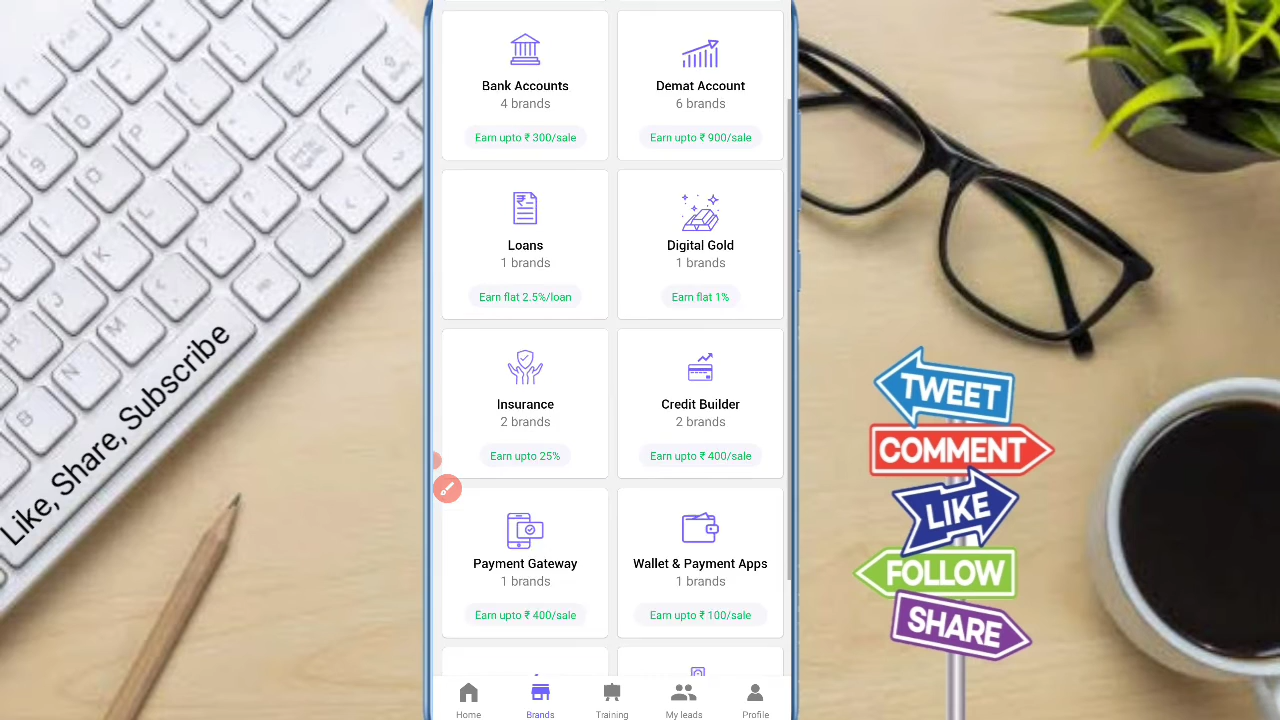 Like, Share, Subscribe
Bank Accounts
4 brands
Earn upto ₹ 300/sale
Demat Account
6 brands
Earn upto ₹ 900/sale
Loans
1 brands
Earn flat 2.5%/loan
Digital Gold
1 brands
Earn flat 1%
Insurance
2 brands
Earn upto 25%
Credit Builder
2 brands
Earn upto ₹ 400/sale
Payment Gateway
1 brands
Earn upto ₹ 400/sale
Wallet & Payment Apps
1 brands
Earn upto ₹ 100/sale
Home
Brands
Training
My leads
Profile
TWEET
COMMENT
LIKE
FOLLOW
SHARE